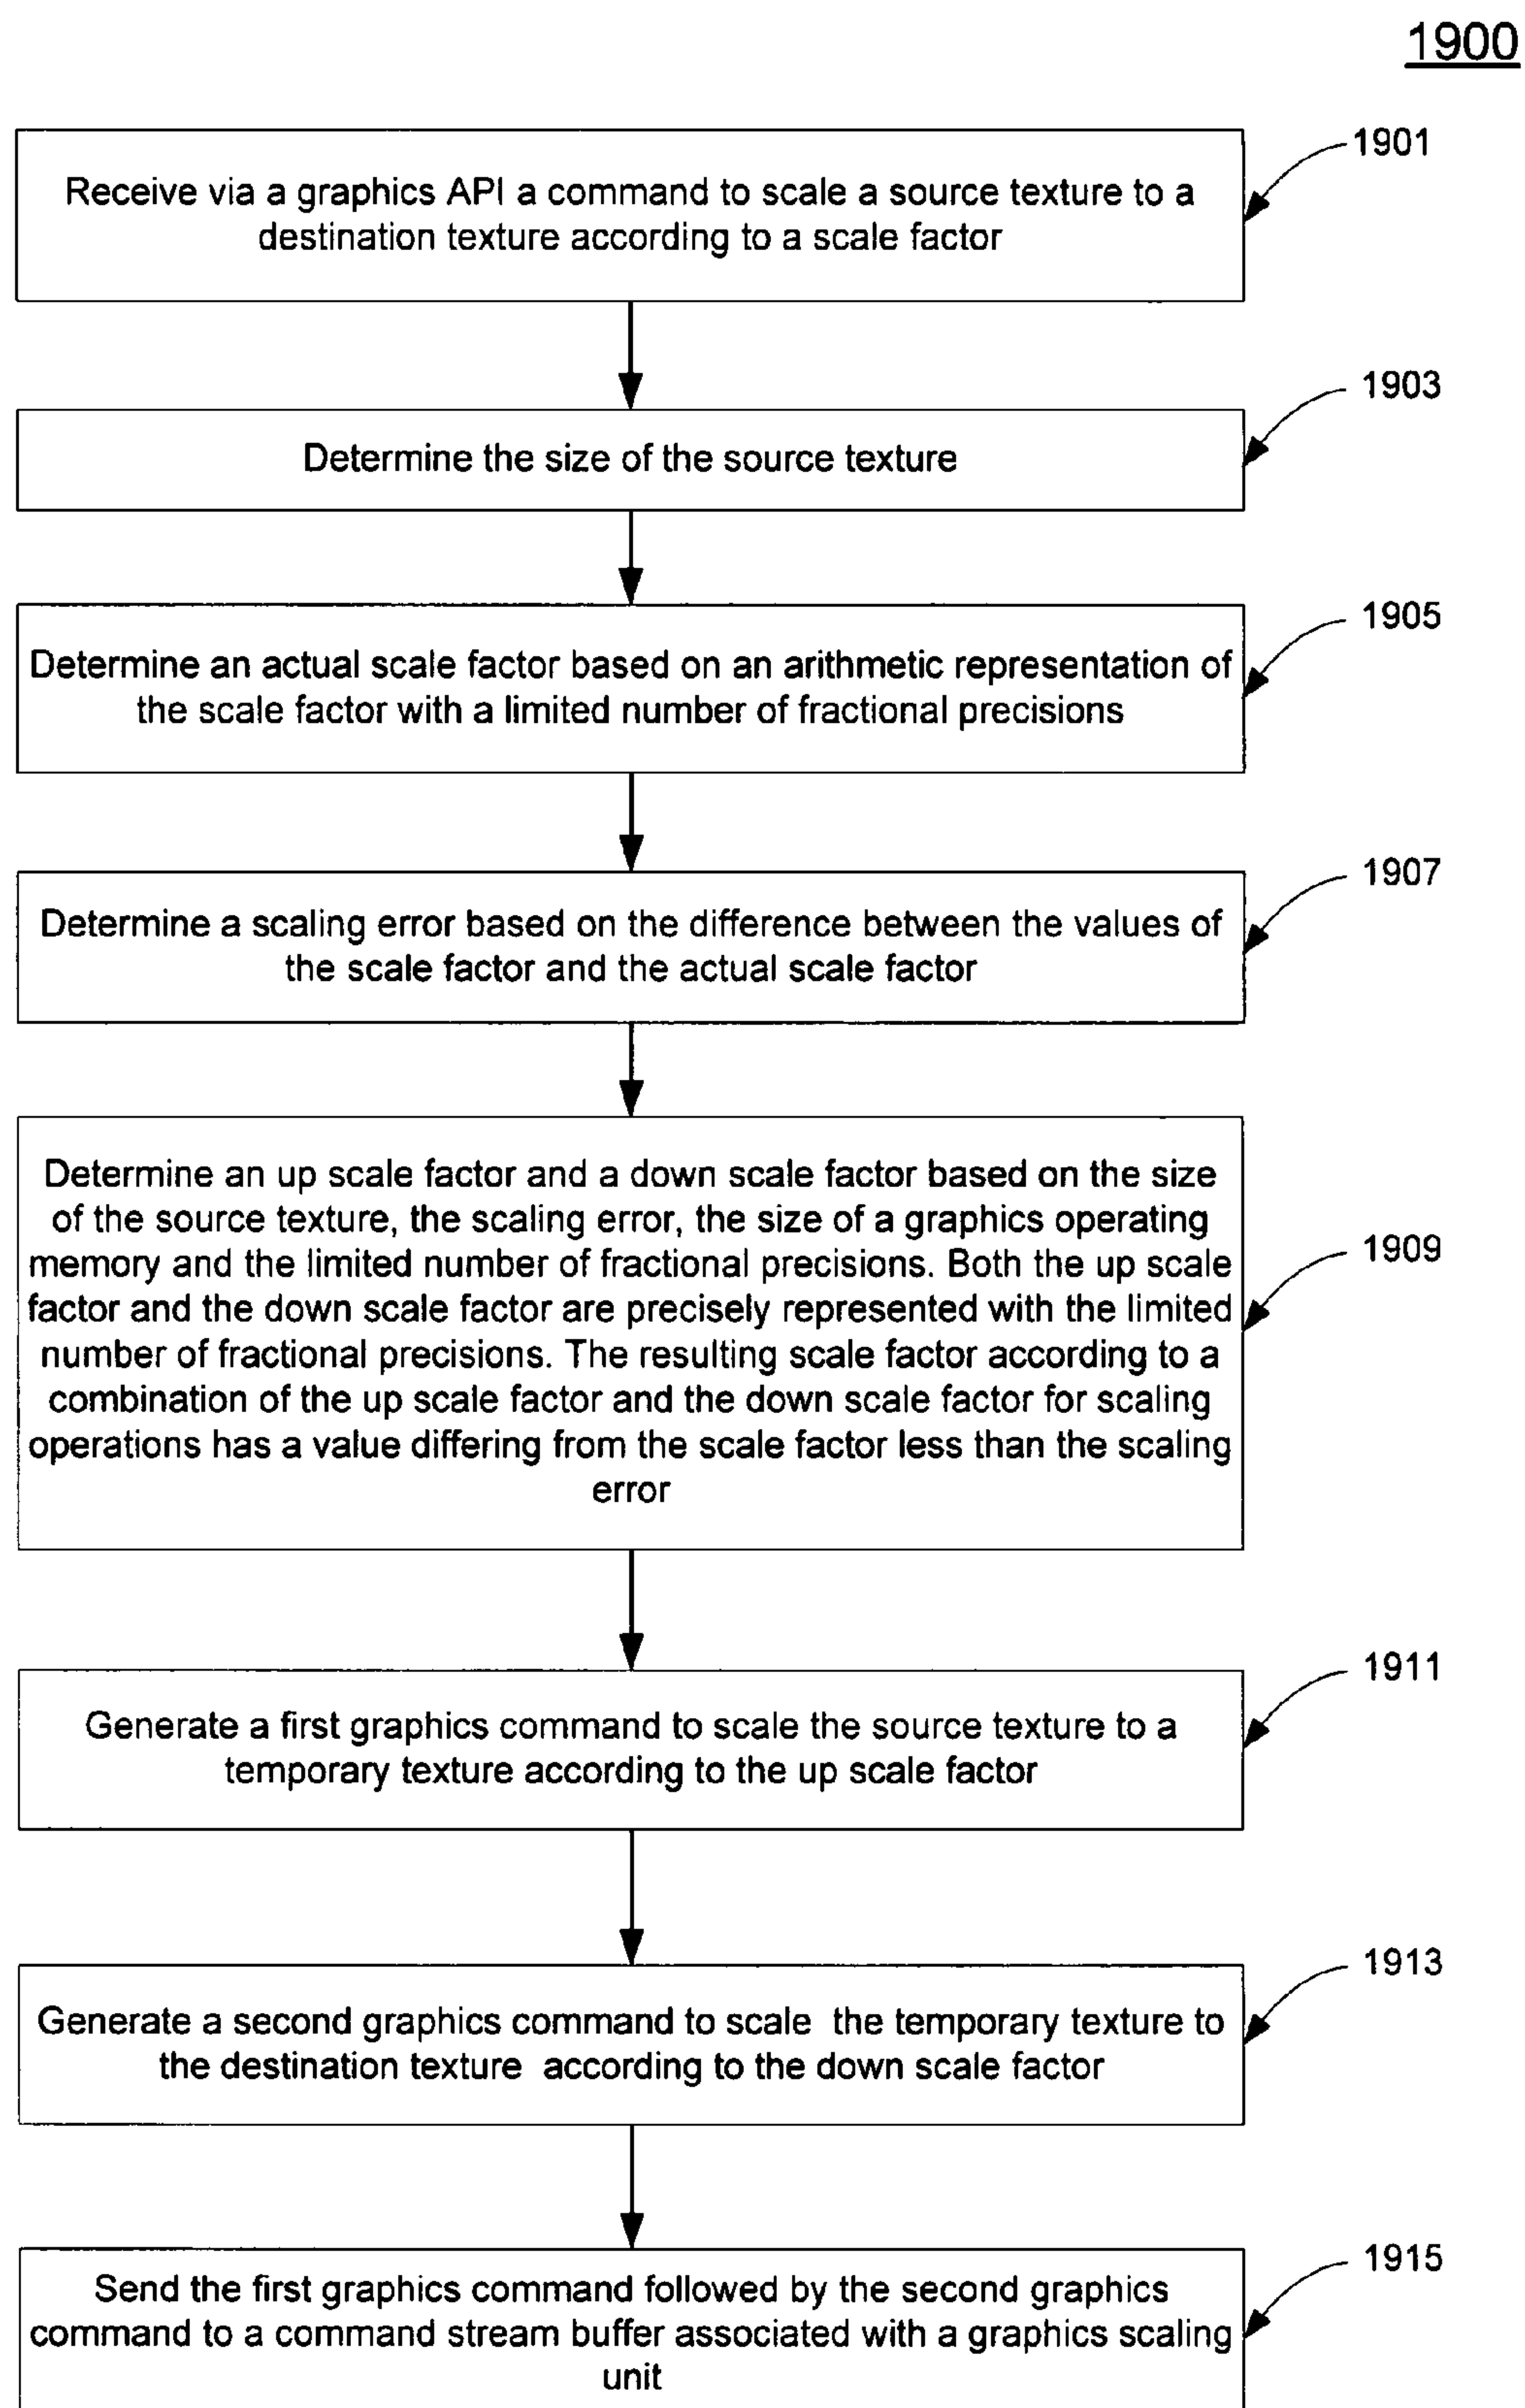 1900
1901
Receive via a graphics API a command to scale a source texture to a
destination texture according to a scale factor
1903
Determine the size of the source texture
1905
Determine an actual scale factor based on an arithmetic representation of
the scale factor with a limited number of fractional precisions
1907
Determine a scaling error based on the difference between the values of
the scale factor and the actual scale factor
1909
Determine an up scale factor and a down scale factor based on the size
of the source texture, the scaling error, the size of a graphics operating
memory and the limited number of fractional precisions. Both the up scale
factor and the down scale factor are precisely represented with the limited
number of fractional precisions. The resulting scale factor according to a
combination of the up scale factor and the down scale factor for scaling
operations has a value differing from the scale factor less than the scaling
error
1911
Generate a first graphics command to scale the source texture to a
temporary texture according to the up scale factor
1913
Generate a second graphics command to scale the temporary texture to
the destination texture according to the down scale factor
1915
Send the first graphics command followed by the second graphics
command to a command stream buffer associated with a graphics scaling
unit